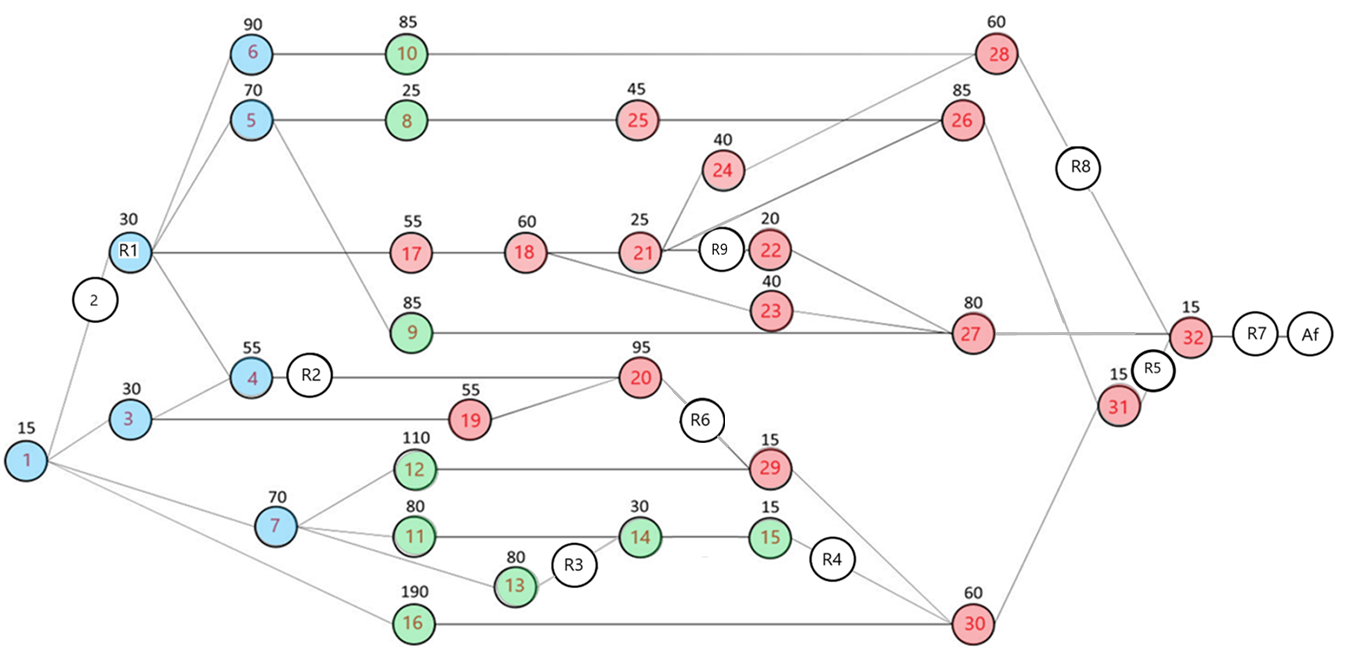 90 85 60
6 10 28
70 25 45 85
5 8 25 26
40
24 R8
30 55 60 25 20
R1 17 18 21 R9 22
2
40
23
85 80 15
9 27 32 R7 Af
55 95
4 R2 20 R5
30 55 15
3 19 R6 31
15 110 15
1 12 29
70 80 30 15
7 11 14 15
80
13 R3 R4
190 60
16 30